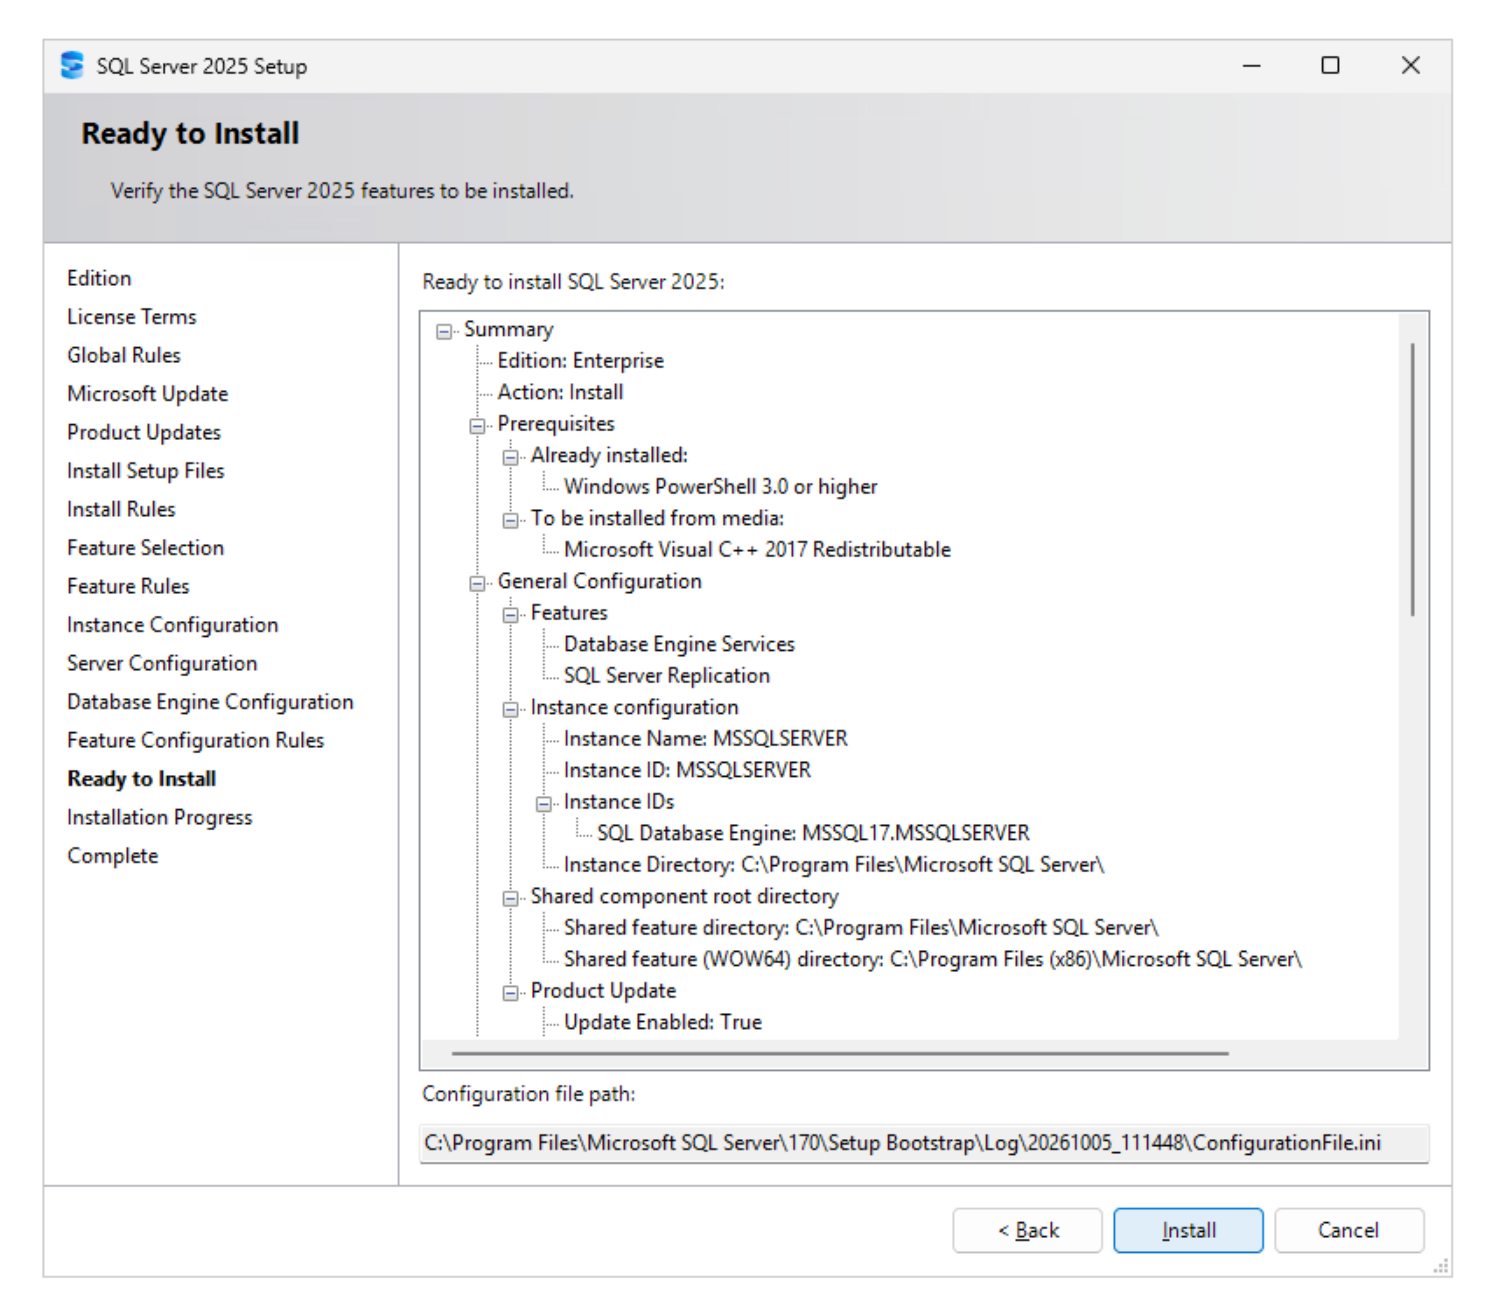 SQL Server 2025 Setup
Ready to Install
Verify the SQL Server 2025 features to be installed.
Edition
License Terms
Global Rules
Microsoft Update
Product Updates
Install Setup Files
Install Rules
Feature Selection
Feature Rules
Instance Configuration
Server Configuration
Database Engine Configuration
Feature Configuration Rules
Ready to Install
Installation Progress
Complete
Ready to install SQL Server 2025:
Summary
Edition: Enterprise
Action: Install
Prerequisites
Already installed:
Windows PowerShell 3.0 or higher
To be installed from media:
Microsoft Visual C++ 2017 Redistributable
General Configuration
Features
Database Engine Services
SQL Server Replication
Instance configuration
Instance Name: MSSQLSERVER
Instance ID: MSSQLSERVER
Instance IDs
SQL Database Engine: MSSQL17.MSSQLSERVER
Instance Directory: C:\Program Files\Microsoft SQL Server\
Shared component root directory
Shared feature directory: C:\Program Files\Microsoft SQL Server\
Shared feature (WOW64) directory: C:\Program Files (x86)\Microsoft SQL Server\
Product Update
Update Enabled: True
Configuration file path:
C:\Program Files\Microsoft SQL Server\170\Setup Bootstrap\Log\20261005_111448\ConfigurationFile.ini
< Back
Install
Cancel